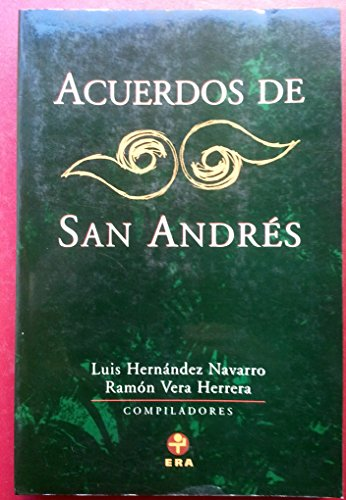 ACUERDOS DE
SAN ANDRÉS
Luis Hernández Navarro
Ramón Vera Herrera
COMPILADORES
ERA